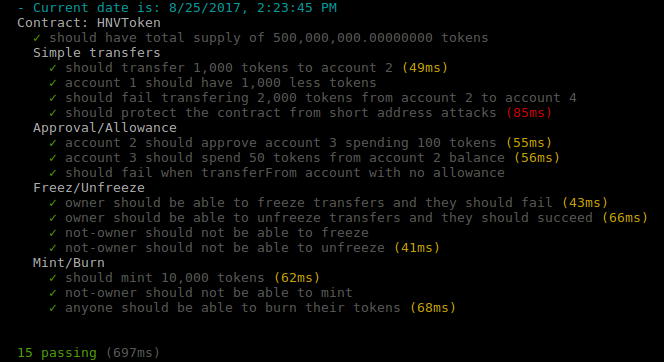 - Current date is: 8/25/2017, 2:23:45 PM
Contract: HNVToken
✓ should have total supply of 500,000,000.00000000 tokens
Simple transfers
✓ should transfer 1,000 tokens to account 2 (49ms)
✓ account 1 should have 1,000 less tokens
✓ should fail transfering 2,000 tokens from account 2 to account 4
✓ should protect the contract from short address attacks (85ms)
Approval/Allowance
✓ account 2 should approve account 3 spending 100 tokens (55ms)
✓ account 3 should spend 50 tokens from account 2 balance (56ms)
✓ should fail when transferFrom account with no allowance
Freez/Unfreeze
✓ owner should be able to freeze transfers and they should fail (43ms)
✓ owner should be able to unfreeze transfers and they should succeed (66ms)
✓ not-owner should not be able to freeze
✓ not-owner should not be able to unfreeze (41ms)
Mint/Burn
✓ should mint 10,000 tokens (62ms)
✓ not-owner should not be able to mint
✓ anyone should be able to burn their tokens (68ms)
15 passing (697ms)